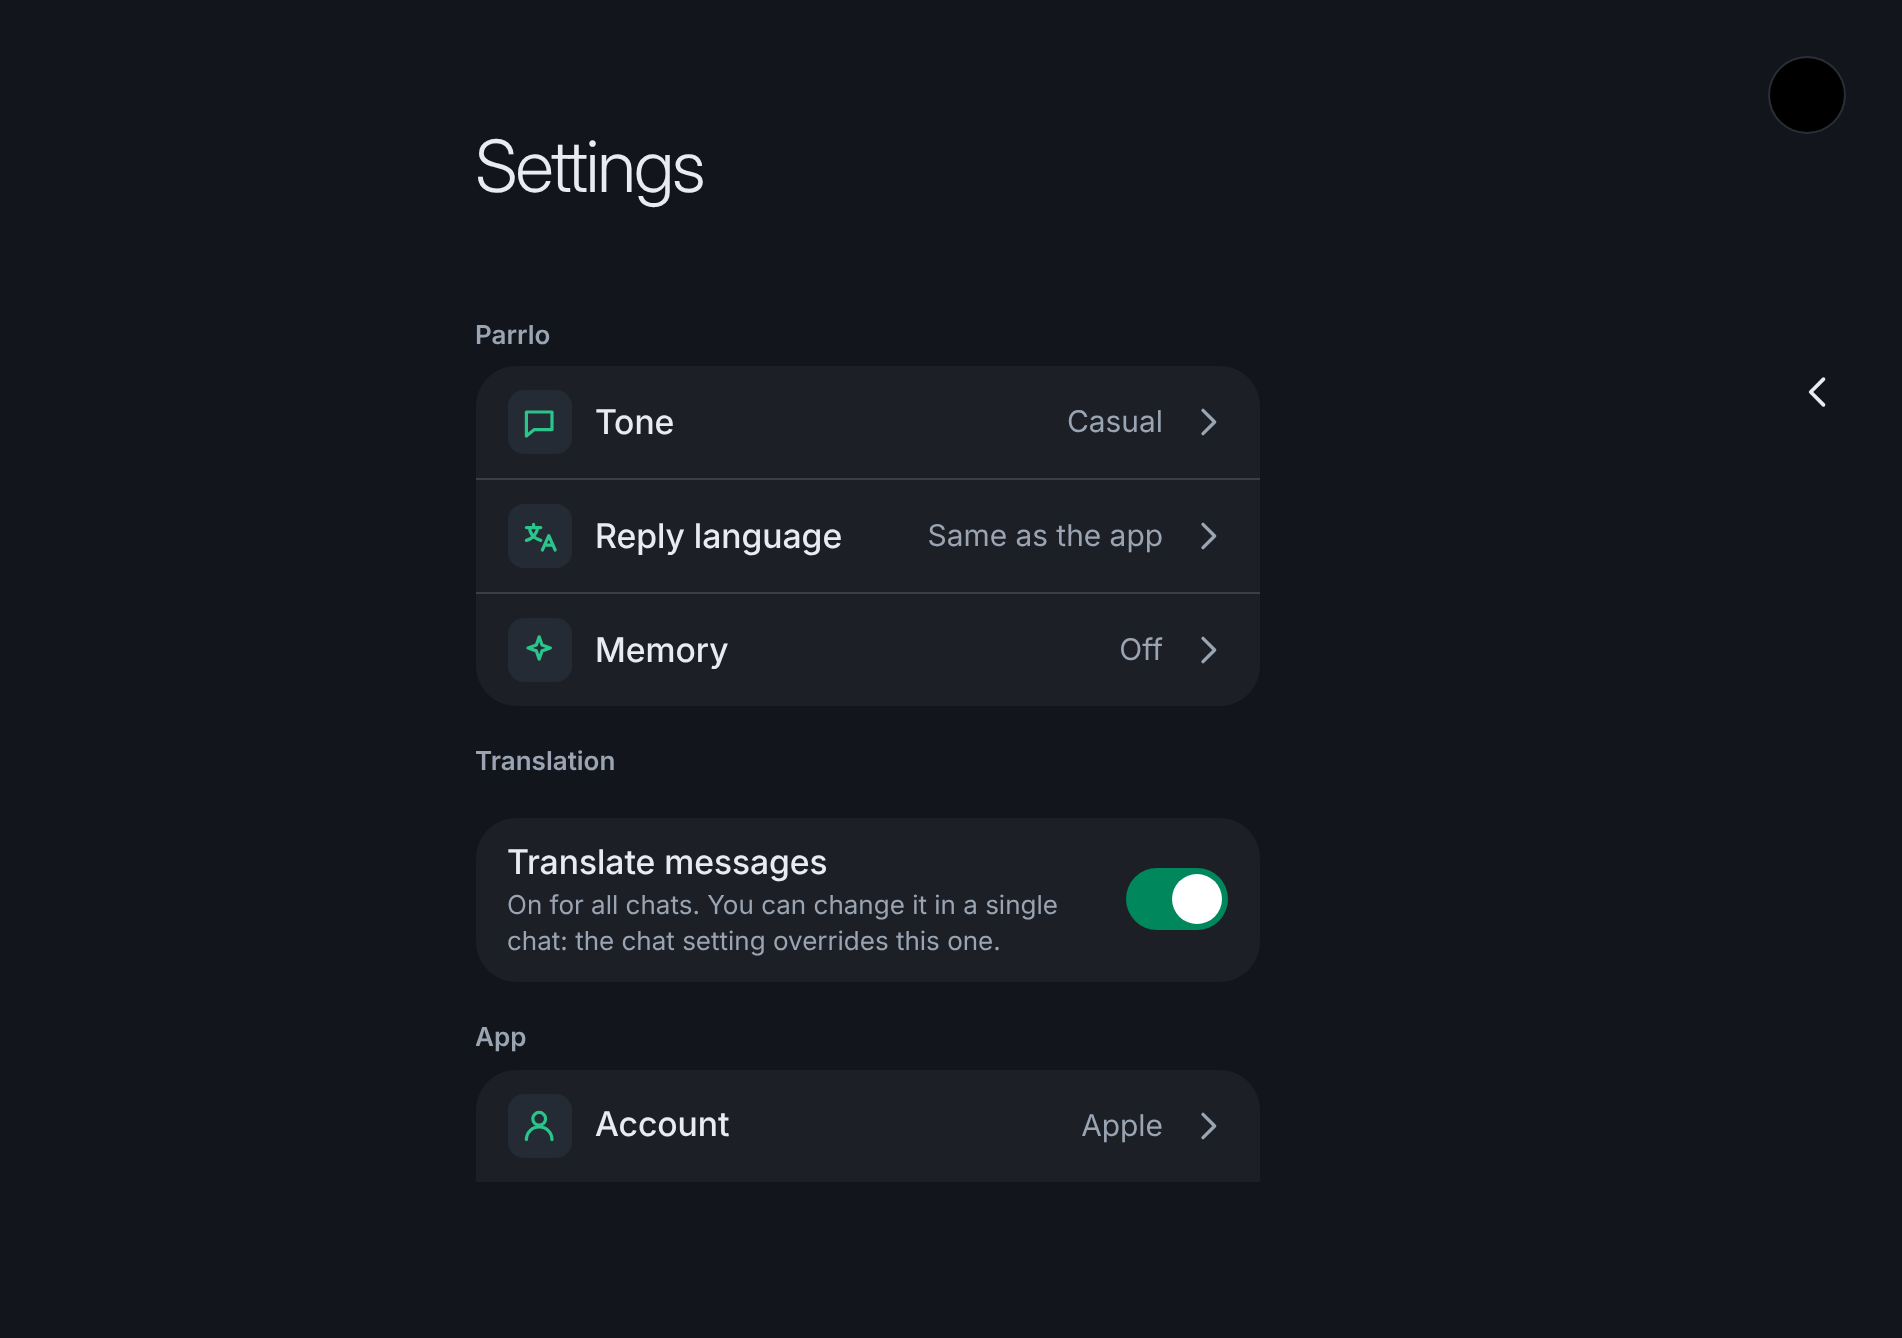 Settings
Parrlo
Tone
Casual
Reply language
Same as the app
Memory
Off
Translation
Translate messages
On for all chats. You can change it in a single
chat: the chat setting overrides this one.
App
Account
Apple